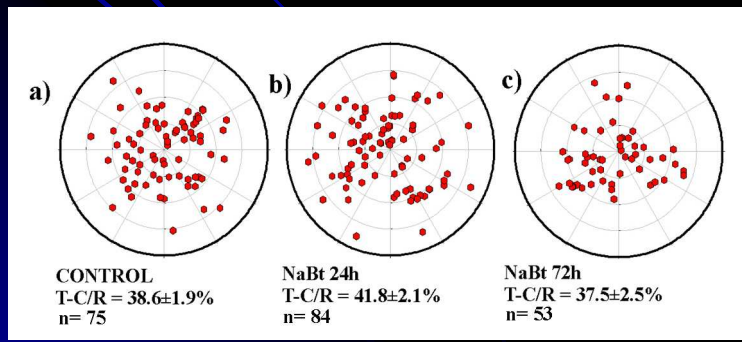 a)
b)
c)
CONTROL
T-C/R = 38.6±1.9%
n= 75
NaBt 24h
T-C/R = 41.8±2.1%
n= 84
NaBt 72h
T-C/R = 37.5±2.5%
n= 53